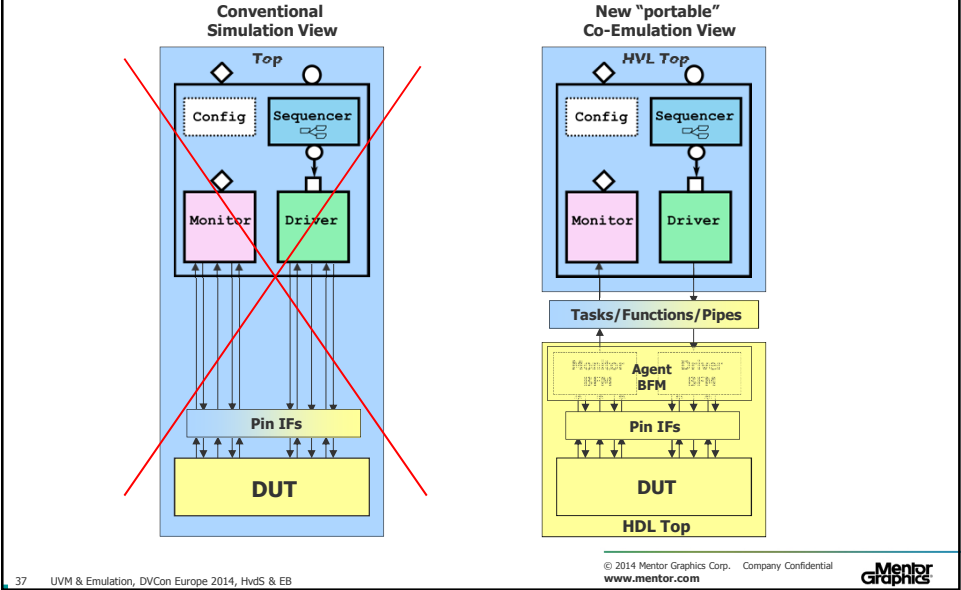 Conventional
Simulation View
Top
Config
Sequencer
Monitor
Driver
Pin IFs
DUT
New “portable”
Co-Emulation View
HVL Top
Config
Sequencer
Monitor
Driver
Tasks/Functions/Pipes
Monitor BFM
Agent BFM
Driver BFM
Pin IFs
DUT
HDL Top
37 UVM & Emulation, DVCon Europe 2014, HvdS & EB
© 2014 Mentor Graphics Corp. Company Confidential
www.mentor.com
Mentor
Graphics